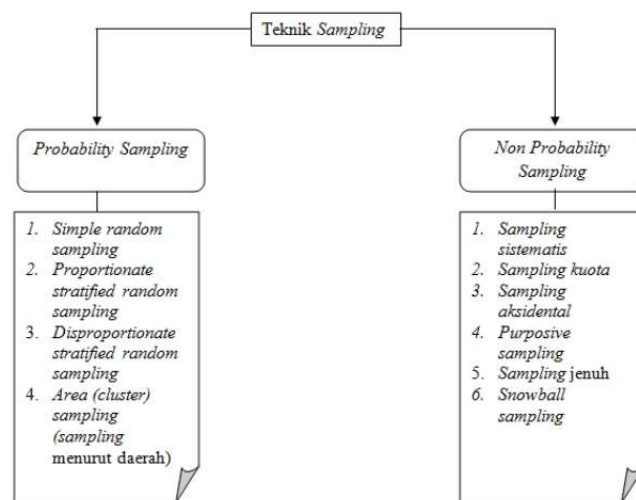 Teknik Sampling
Probability Sampling
1. Simple random
sampling
2. Proportionate
stratified random
sampling
3. Disproportionate
stratified random
sampling
4. Area (cluster)
sampling
(sampling
menurut daerah)
Non Probability
Sampling
1. Sampling
sistematis
2. Sampling kuota
3. Sampling
aksidental
4. Purposive
sampling
5. Sampling jenuh
6. Snowball
sampling